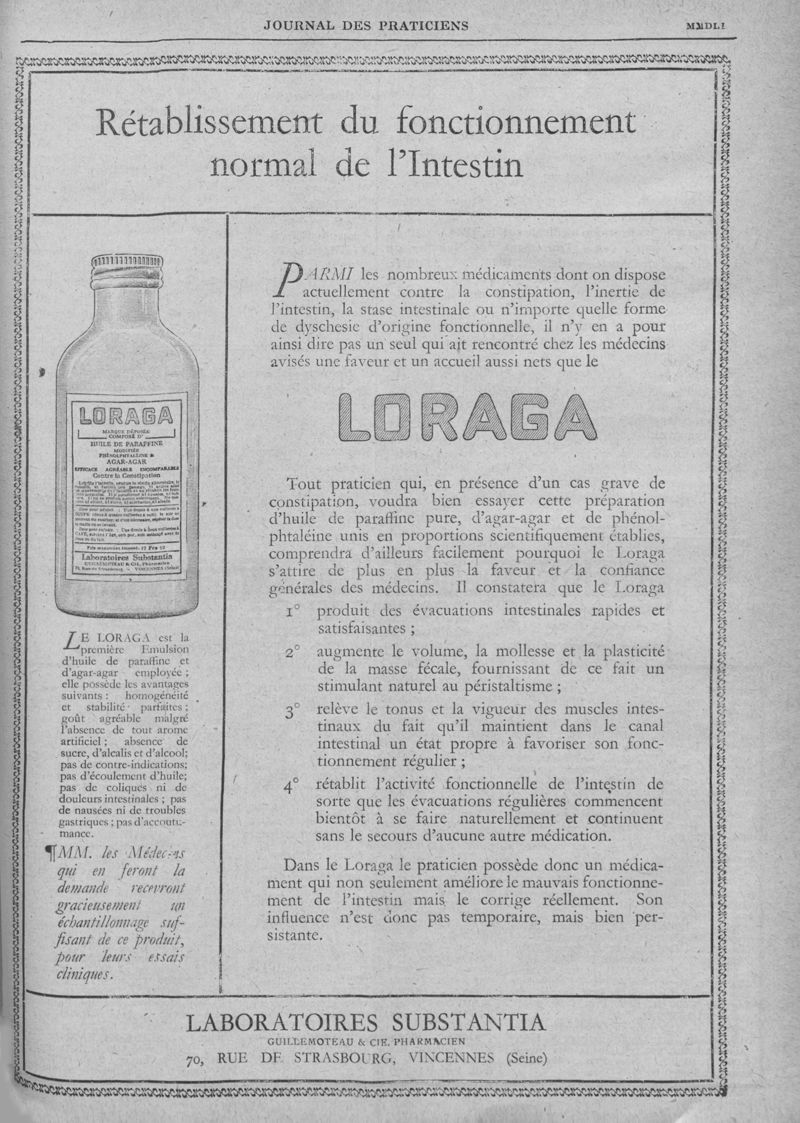 JOURNAL DES PRATICIENS
Rétablissement du fonctionnement
normal de l'Intestin
LORAGA
MARQUE DÉPOSÉE
COMPOSÉ D'
HUILE DE PARAFFINE
PHÉNOLPHTALÉINE &
AGAR-AGAR
EFFICACE AGRÉABLE INCOMPARABLE
Contre la Constipation
Laboratoires Substantia
GUILLEMOTEAU & Cie, Pharmacien
LE LORAGA est la
première Emulsion
d'huile de paraffine et
d'agar-agar employée ;
elle possède les avantages
suivants : homogénéité
et stabilité parfaites ;
goût agréable malgré
l'absence de tout arome
artificiel ; absence de
sucre, d'alcalis et d'alcool;
pas de contre-indications;
pas d'écoulement d'huile;
pas de coliques ni de
douleurs intestinales ; pas
de nausées ni de troubles
gastriques ; pas d'accoutu-
mance.
¶MM. les Médecins
qui en feront la
demande recevront
gracieusement un
échantillonnage suf-
fisant de ce produit,
pour leurs essais
cliniques.
PARMI les nombreux médicaments dont on dispose
actuellement contre la constipation, l'inertie de
l'intestin, la stase intestinale ou n'importe quelle forme
de dyschesie d'origine fonctionnelle, il n'y en a pour
ainsi dire pas un seul qui ait rencontré chez les médecins
avisés une faveur et un accueil aussi nets que le
LORAGA
Tout praticien qui, en présence d'un cas grave de
constipation, voudra bien essayer cette préparation
d'huile de paraffine pure, d'agar-agar et de phénol-
phtaléine unis en proportions scientifiquement établies,
comprendra d'ailleurs facilement pourquoi le Loraga
s'attire de plus en plus la faveur et la confiance
générales des médecins. Il constatera que le Loraga
1° produit des évacuations intestinales rapides et
satisfaisantes ;
2° augmente le volume, la mollesse et la plasticité
de la masse fécale, fournissant de ce fait un
stimulant naturel au péristaltisme ;
3° relève le tonus et la vigueur des muscles intes-
tinaux du fait qu'il maintient dans le canal
intestinal un état propre à favoriser son fonc-
tionnement régulier ;
4° rétablit l'activité fonctionnelle de l'intestin de
sorte que les évacuations régulières commencent
bientôt à se faire naturellement et continuent
sans le secours d'aucune autre médication.
Dans le Loraga le praticien possède donc un médica-
ment qui non seulement améliore le mauvais fonctionne-
ment de l'intestin mais le corrige réellement. Son
influence n'est donc pas temporaire, mais bien per-
sistante.
LABORATOIRES SUBSTANTIA
GUILLEMOTEAU & CIE, PHARMACIEN
70, RUE DE STRASBOURG, VINCENNES (Seine)